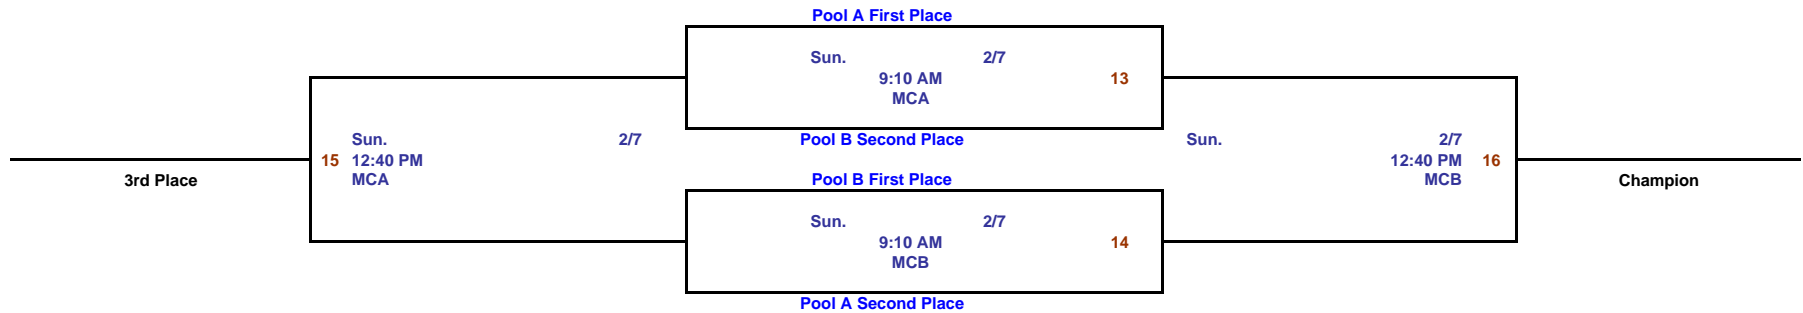 Pool A First Place
Sun. 2/7
9:10 AM 13
MCA
Pool B Second Place
Sun. 2/7
15 12:40 PM
MCA
3rd Place
Sun. 2/7
12:40 PM 16
MCB
Champion
Pool B First Place
Sun. 2/7
9:10 AM 14
MCB
Pool A Second Place